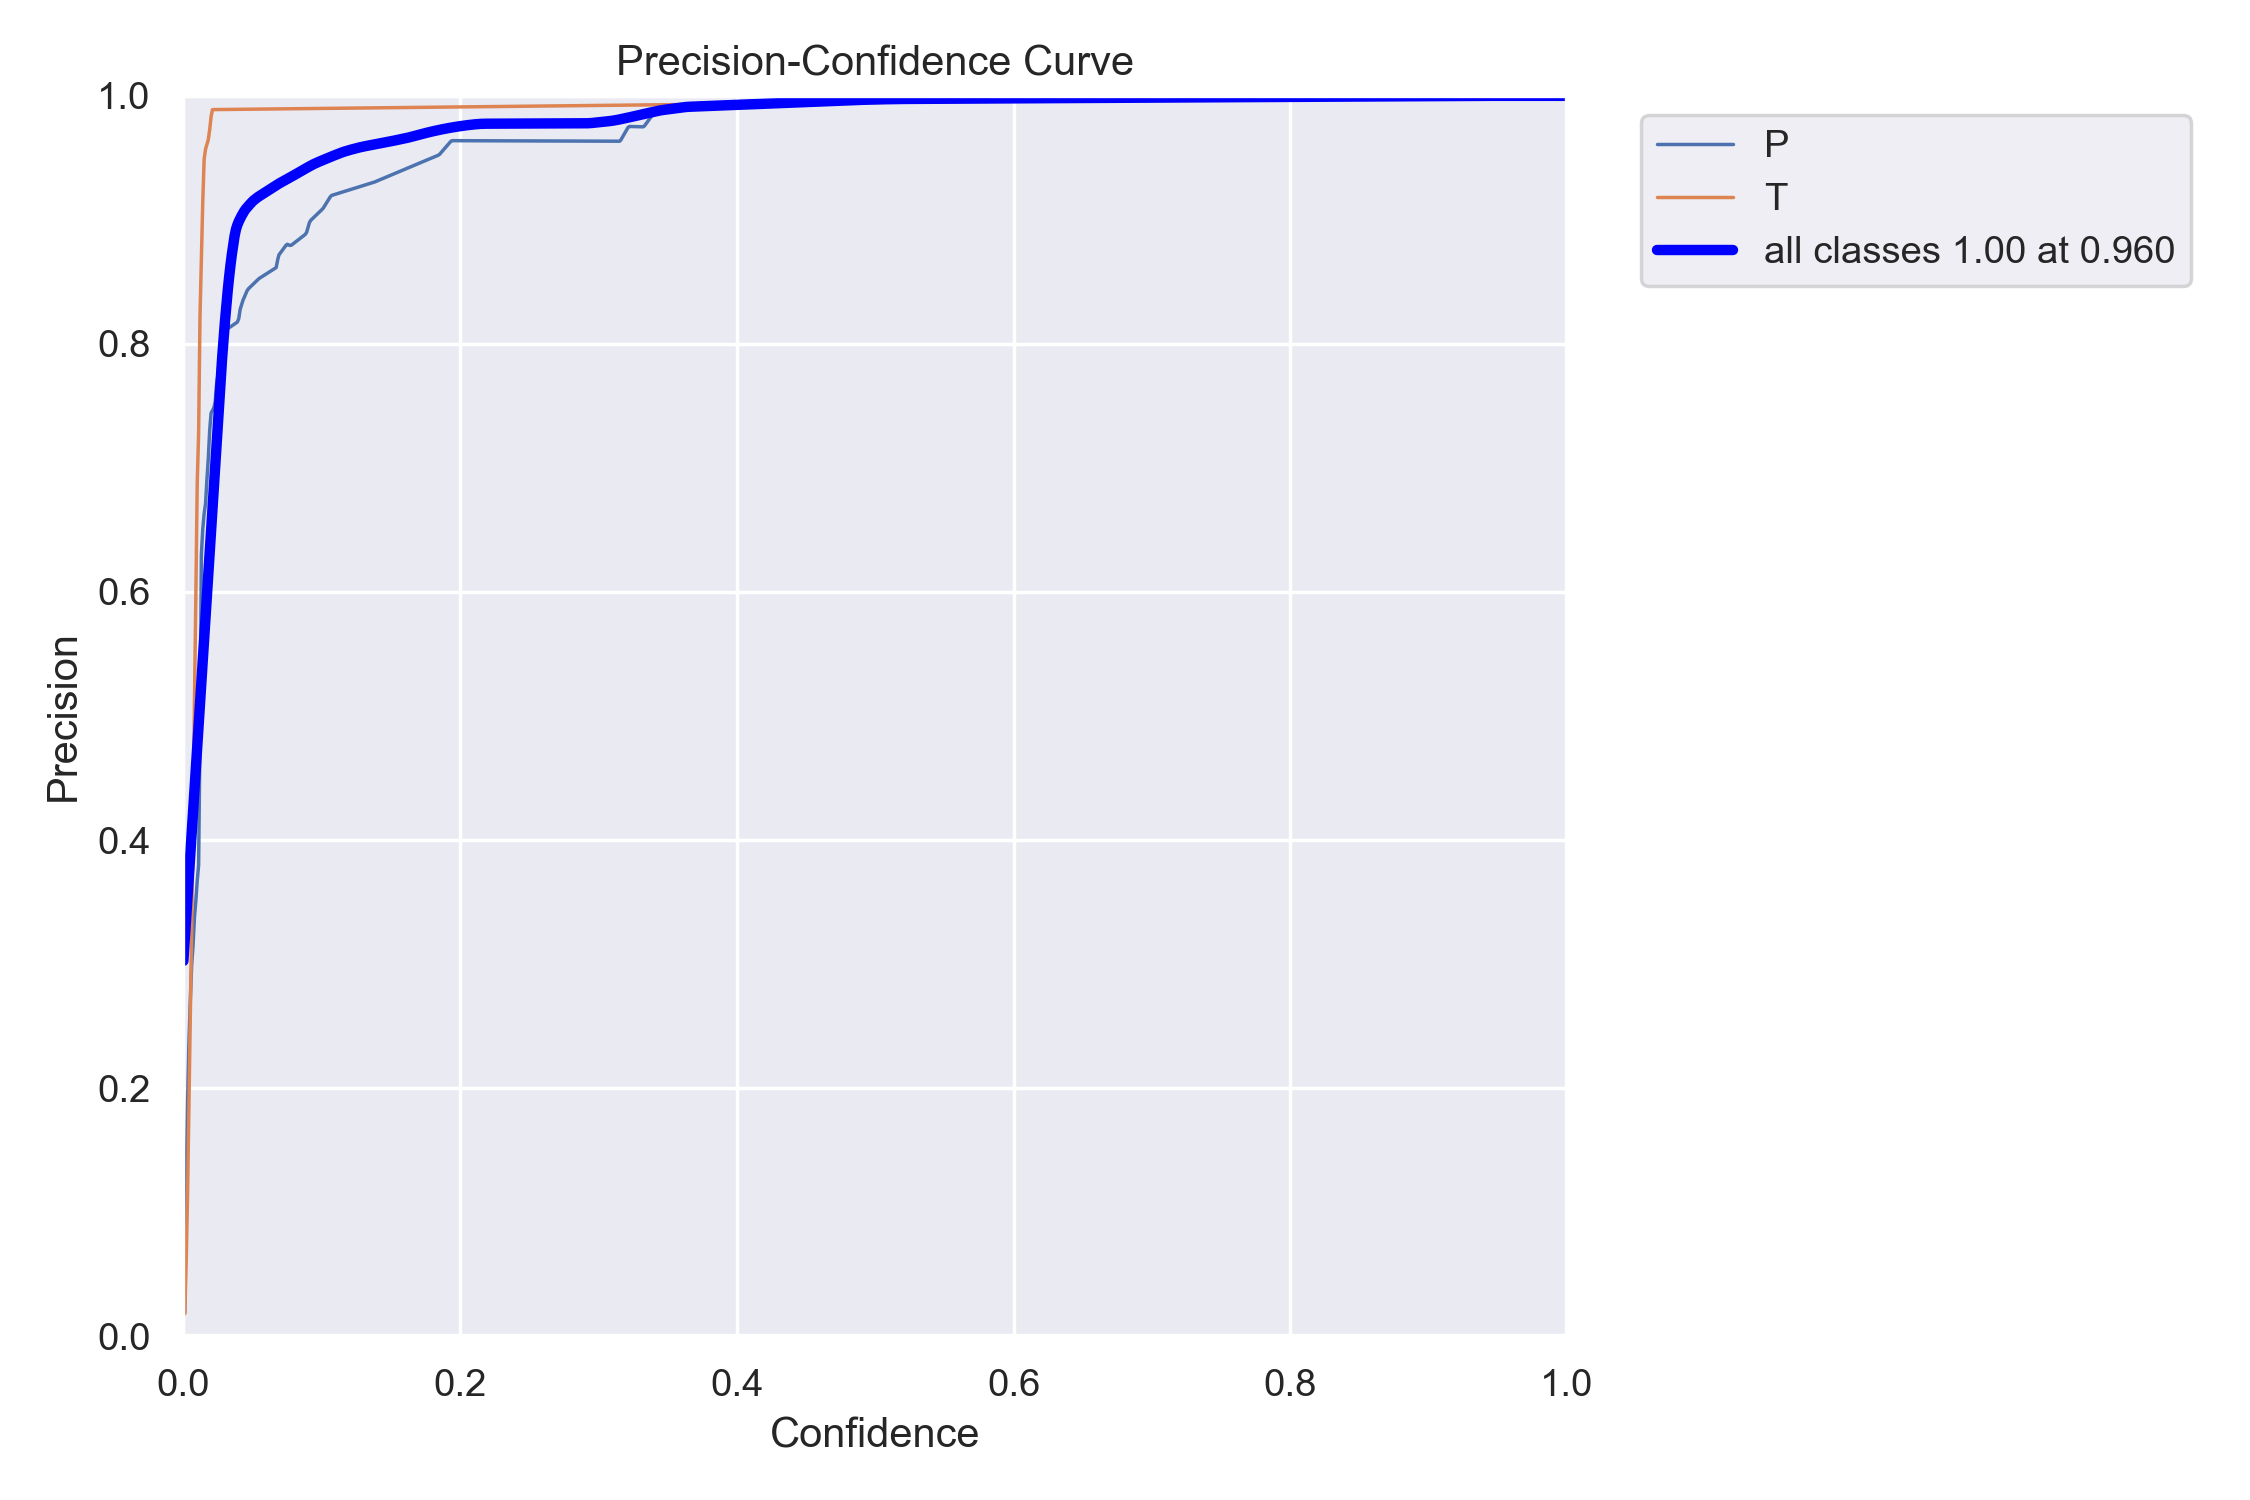 Precision-Confidence Curve
1.0
0.8
0.6
0.4
0.2
0.0
Precision
0.0 0.2 0.4 0.6 0.8 1.0
Confidence
P
T
all classes 1.00 at 0.960